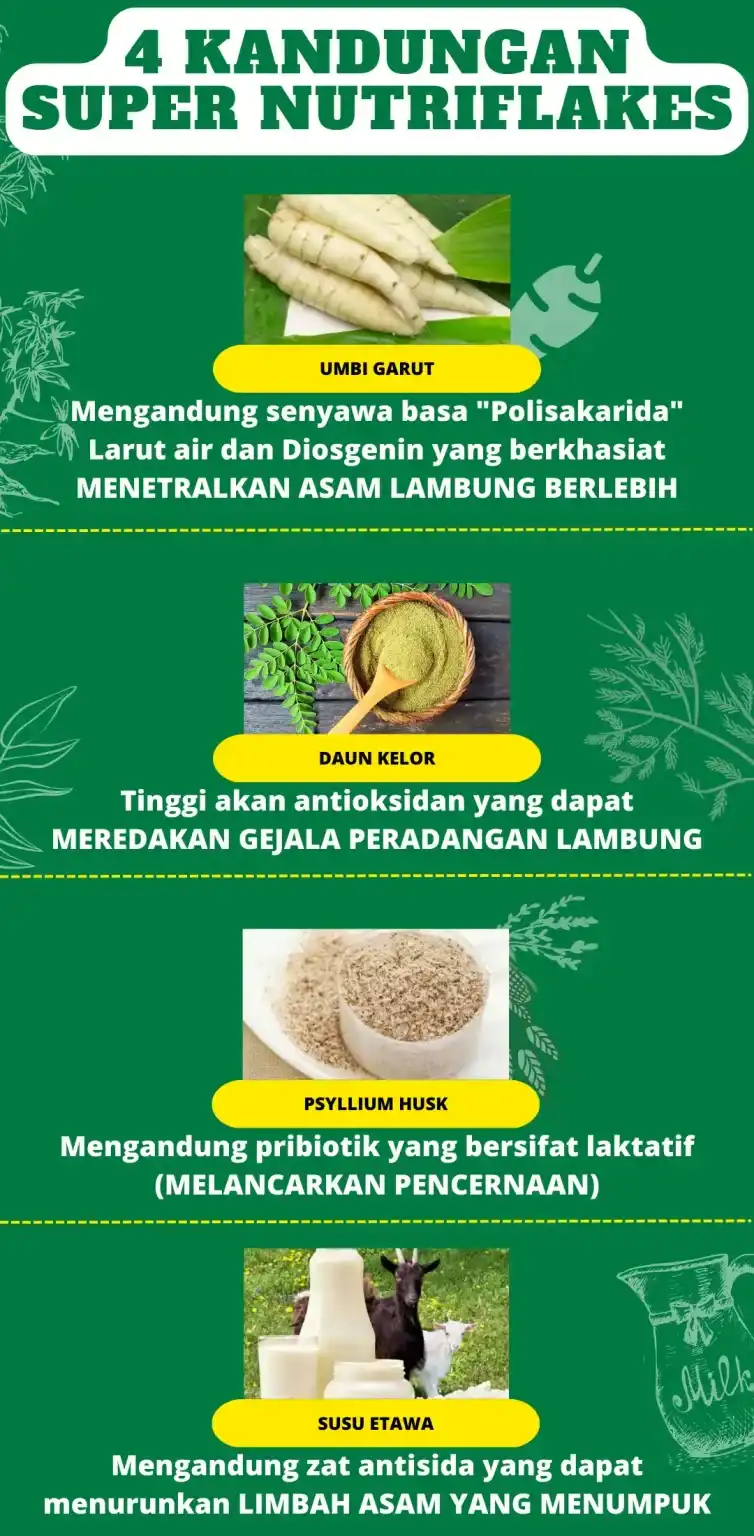 4 KANDUNGAN
SUPER NUTRIFLAKES
UMBI GARUT
Mengandung senyawa basa "Polisakarida"
Larut air dan Diosgenin yang berkhasiat
MENETRALKAN ASAM LAMBUNG BERLEBIH
DAUN KELOR
Tinggi akan antioksidan yang dapat
MEREDAKAN GEJALA PERADANGAN LAMBUNG
PSYLLIUM HUSK
Mengandung pribiotik yang bersifat laktatif
(MELANCARKAN PENCERNAAN)
Milk
SUSU ETAWA
Mengandung zat antisida yang dapat
menurunkan LIMBAH ASAM YANG MENUMPUK